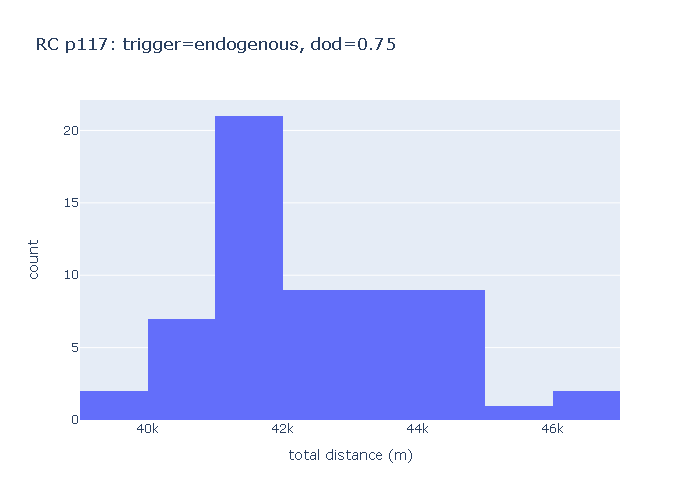 RC p117: trigger=endogenous, dod=0.75
20
15
10
5
0
count
40k
42k
44k
46k
total distance (m)